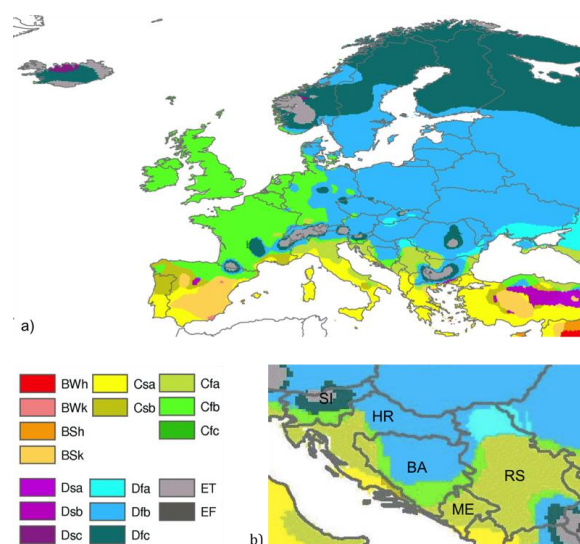 a)
BWh Csa Cfa
BWk Csb Cfb
BSh Cfc
BSk
Dsa Dfa ET
Dsb Dfb EF
Dsc Dfc
SI
HR
BA
RS
ME
b)